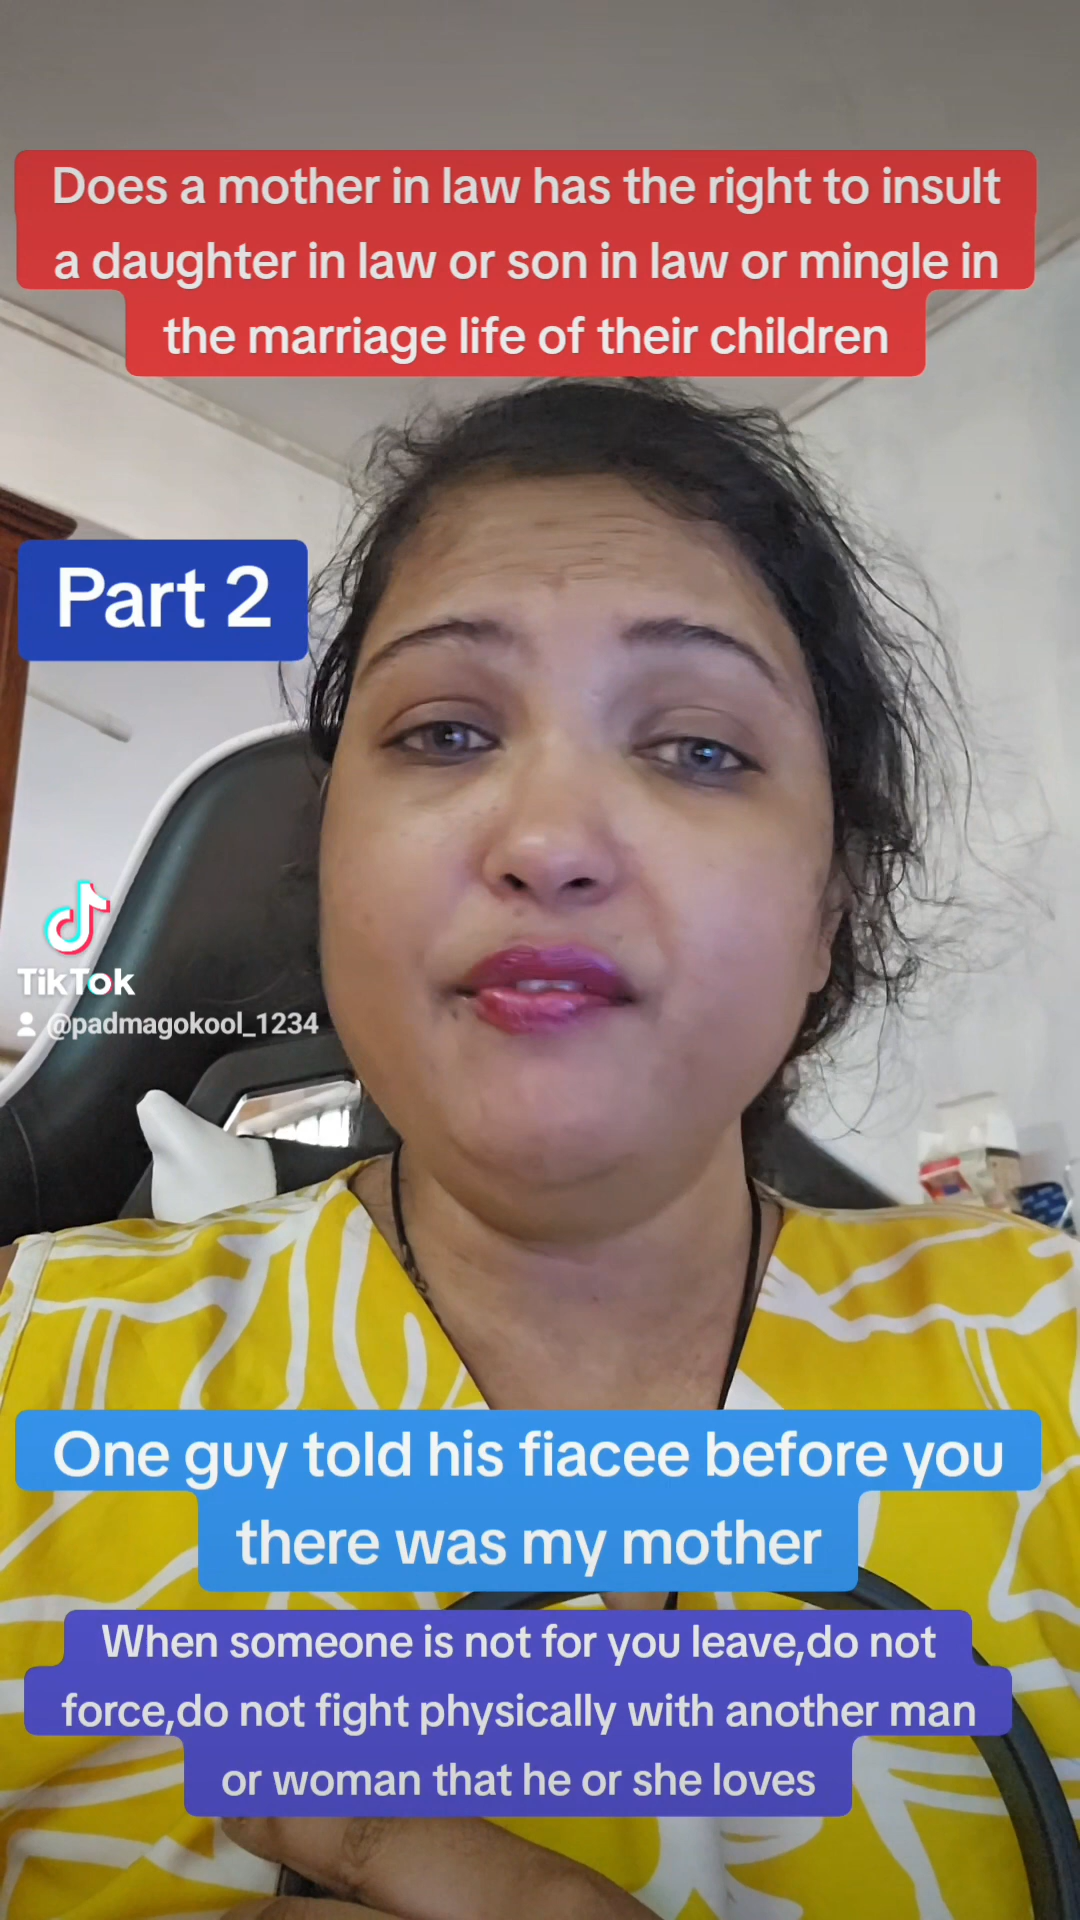 Does a mother in law has the right to insult
a daughter in law or son in law or mingle in
the marriage life of their children
Part 2
TikTok
@padmagokool_1234
One guy told his fiacee before you
there was my mother
When someone is not for you leave,do not
force,do not fight physically with another man
or woman that he or she loves